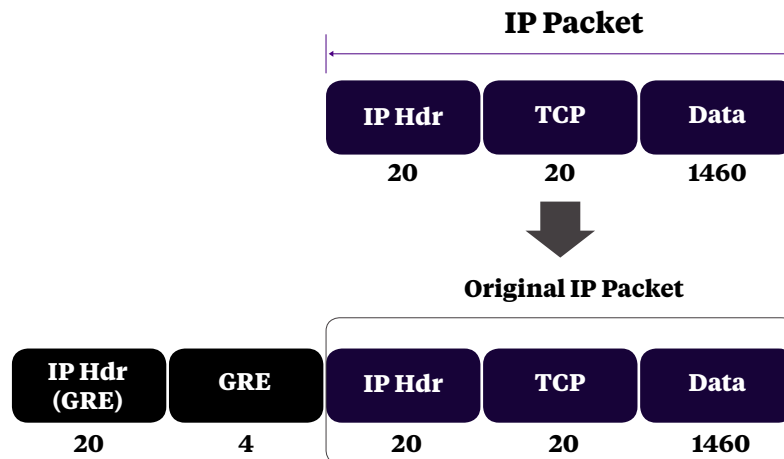 IP Packet
IP Hdr TCP Data
20 20 1460
Original IP Packet
IP Hdr (GRE) GRE IP Hdr TCP Data
20 4 20 20 1460